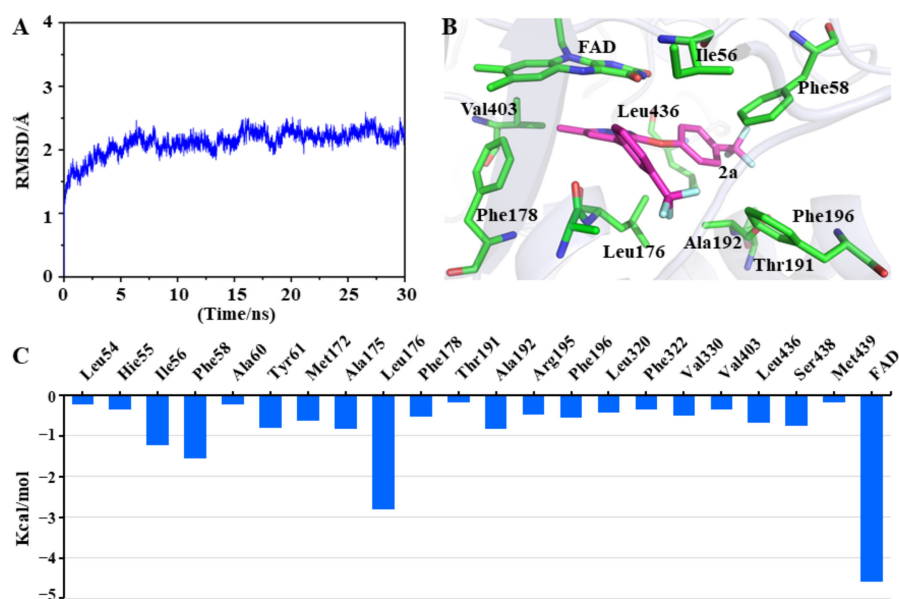 A
4
3
2
1
0
RMSD/Å
0 5 10 15 20 25 30
(Time/ns)
B
FAD
Ile56
Phe58
Val403
Leu436
2a
Phe178
Leu176
Ala192
Phe196
Thr191
C
Leu54 Hie55 Ile56 Phe58 Ala60 Tyr61 Met172 Ala175 Leu176 Phe178 Thr191 Ala192 Arg195 Phe196 Leu320 Phe322 Val330 Val403 Leu436 Ser438 Met439 FAD
0
−1
−2
−3
−4
−5
Kcal/mol